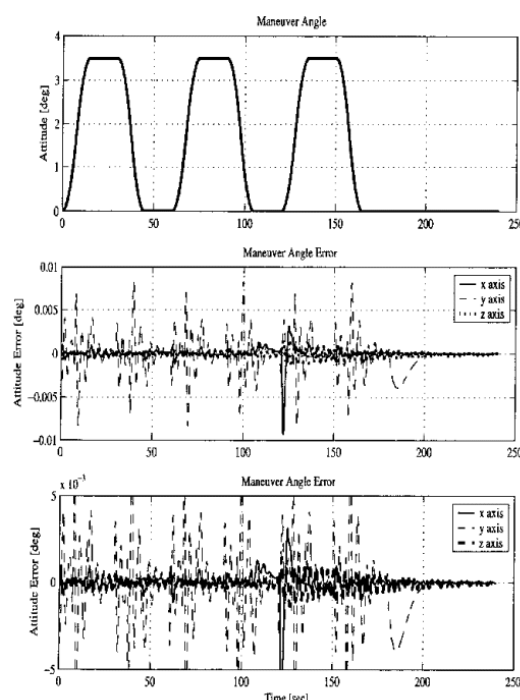 Maneuver Angle
4
3
2
1
0
Attitude [deg]
0 50 100 150 200 250
Maneuver Angle Error
0.01
0.005
0
-0.005
-0.01
Attitude Error [deg]
x axis
y axis
z axis
0 50 100 150 200 250
Maneuver Angle Error
x 10⁻³
5
0
-5
Attitude Error [deg]
x axis
y axis
z axis
0 50 100 150 200 250
Time [sec]